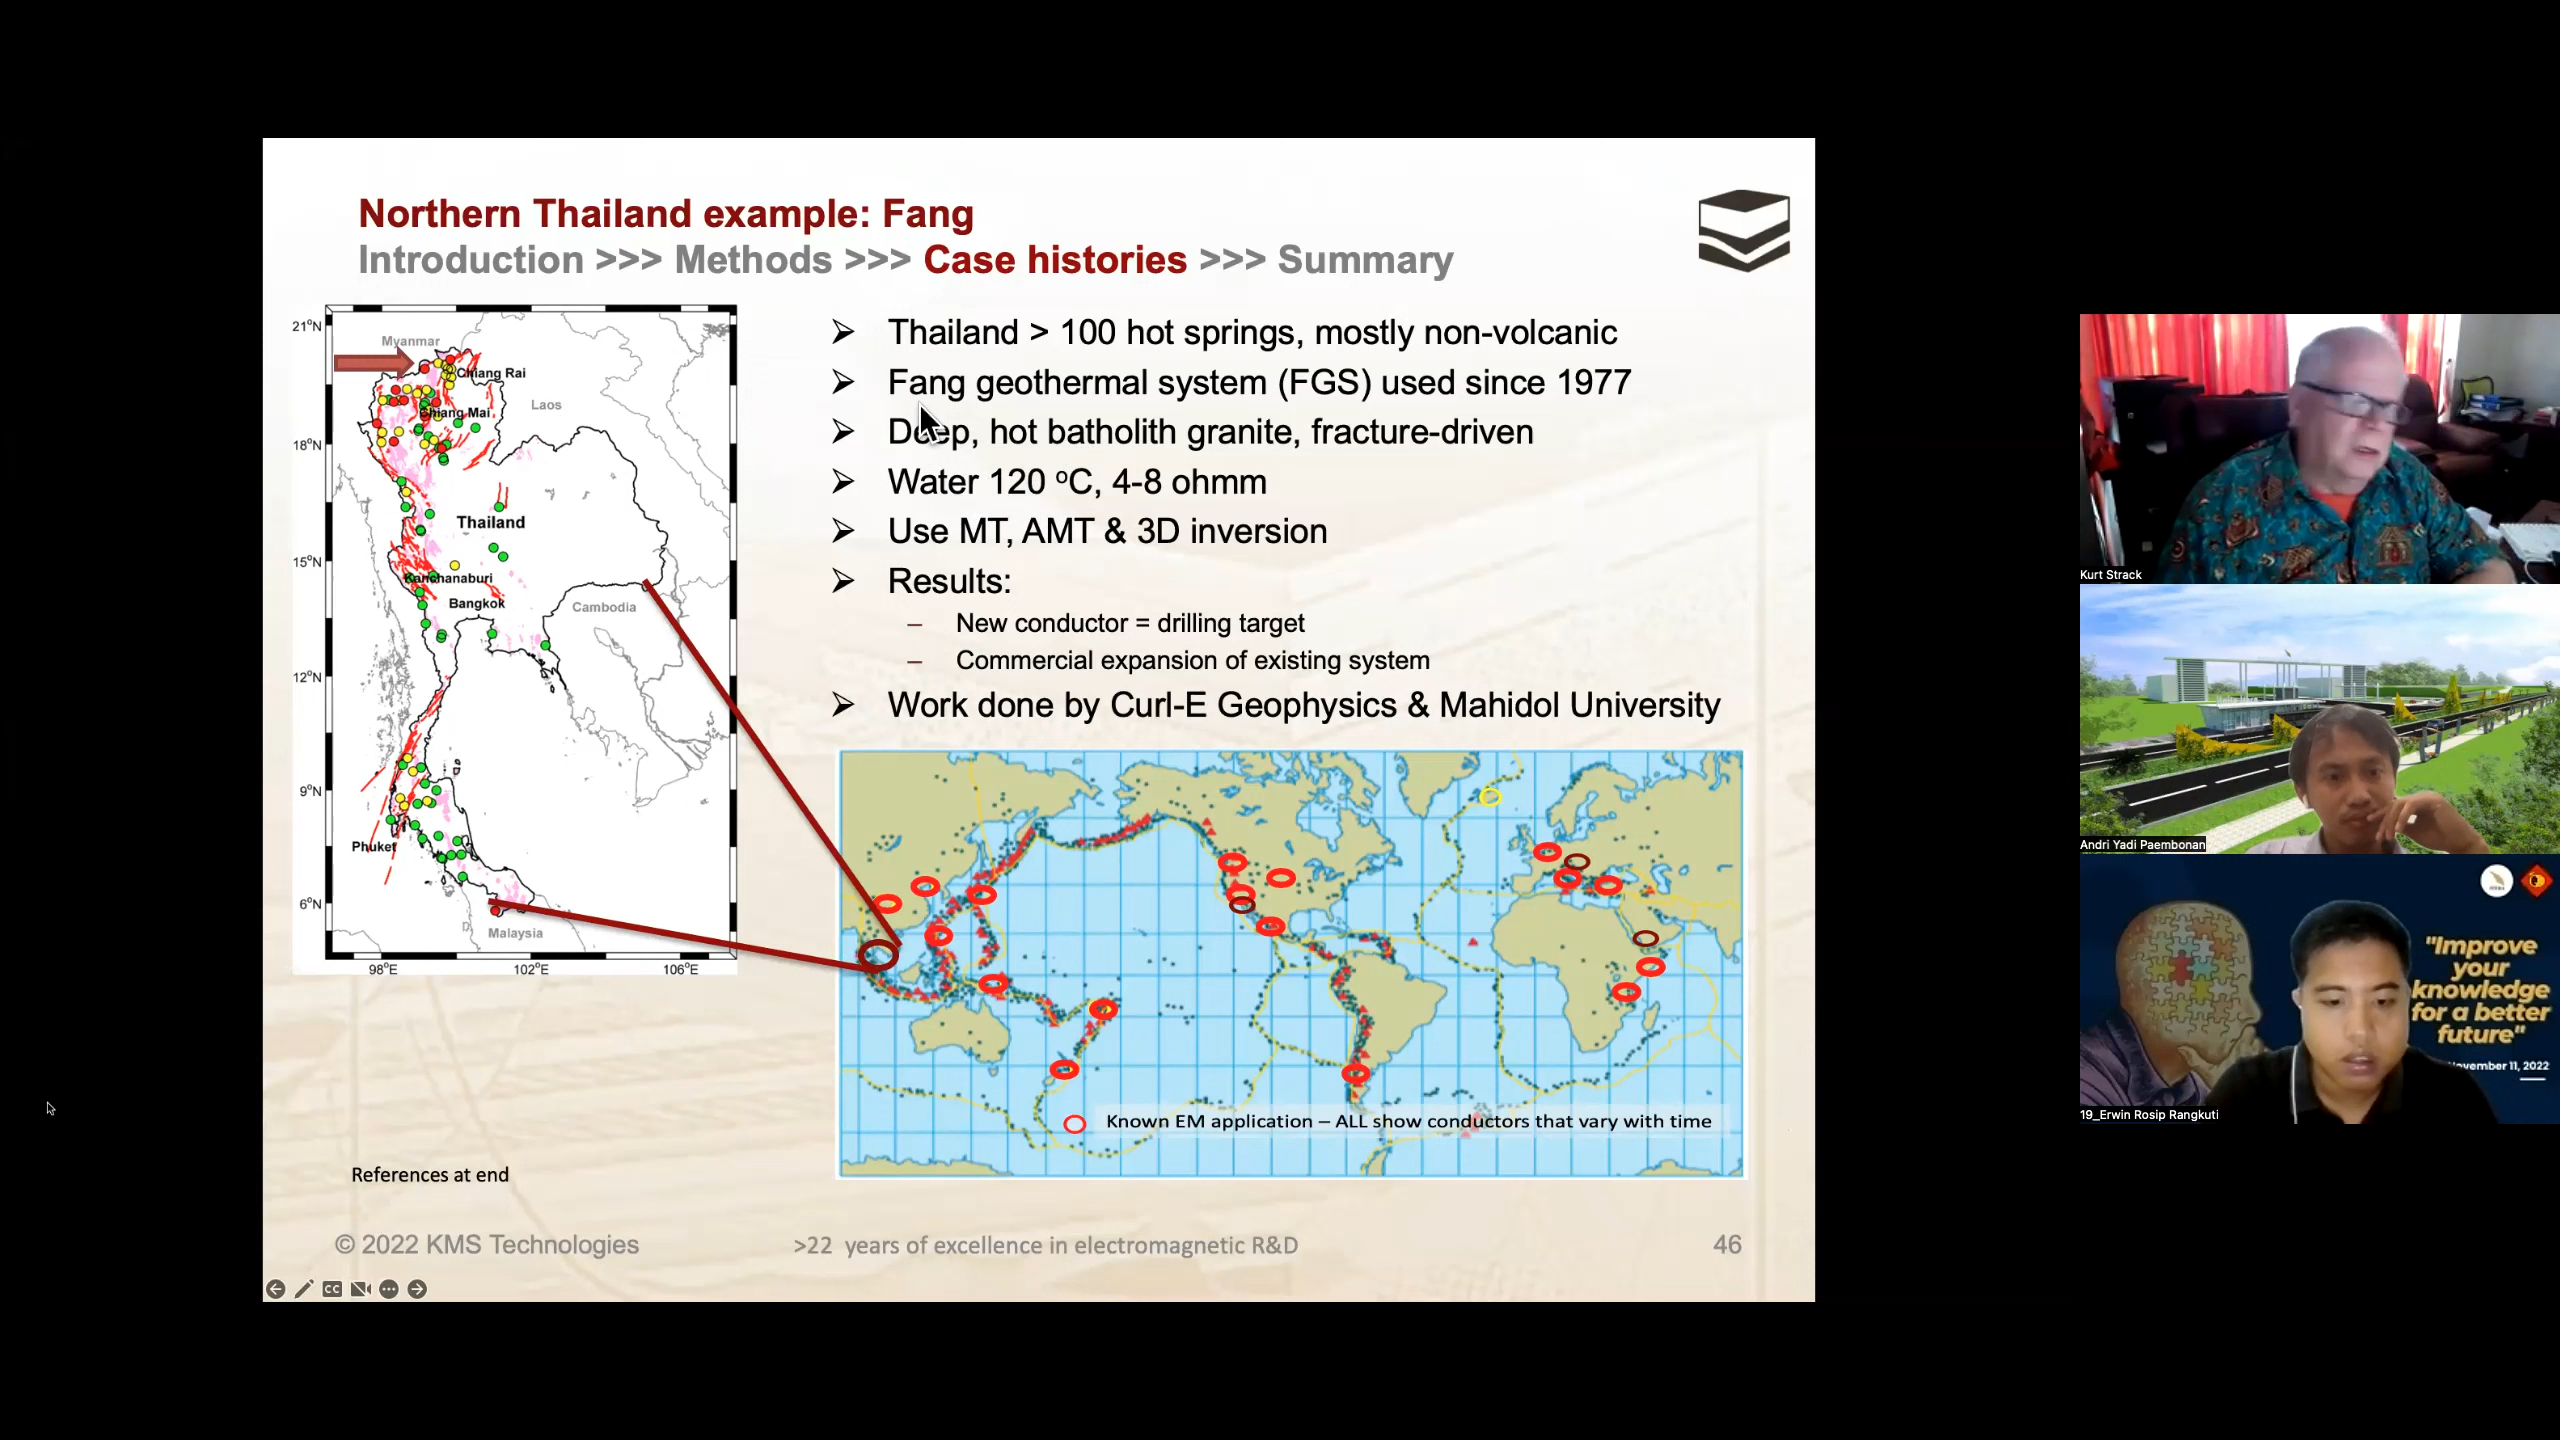 Northern Thailand example: Fang
Introduction >>> Methods >>> Case histories >>> Summary
21°N
18°N
15°N
12°N
9°N
6°N
98°E
102°E
106°E
Myanmar
Chiang Rai
Laos
Chiang Mai
Thailand
Kanchanaburi
Bangkok
Cambodia
Phuket
Malaysia
Thailand > 100 hot springs, mostly non-volcanic
Fang geothermal system (FGS) used since 1977
Deep, hot batholith granite, fracture-driven
Water 120 °C, 4-8 ohmm
Use MT, AMT & 3D inversion
Results:
– New conductor = drilling target
– Commercial expansion of existing system
Work done by Curl-E Geophysics & Mahidol University
Known EM application – ALL show conductors that vary with time
References at end
© 2022 KMS Technologies
>22 years of excellence in electromagnetic R&D
46
CC
Kurt Strack
Andri Yadi Paembonan
"Improve
your
knowledge
for a better
future"
vember 11, 2022
19_Erwin Rosip Rangkuti